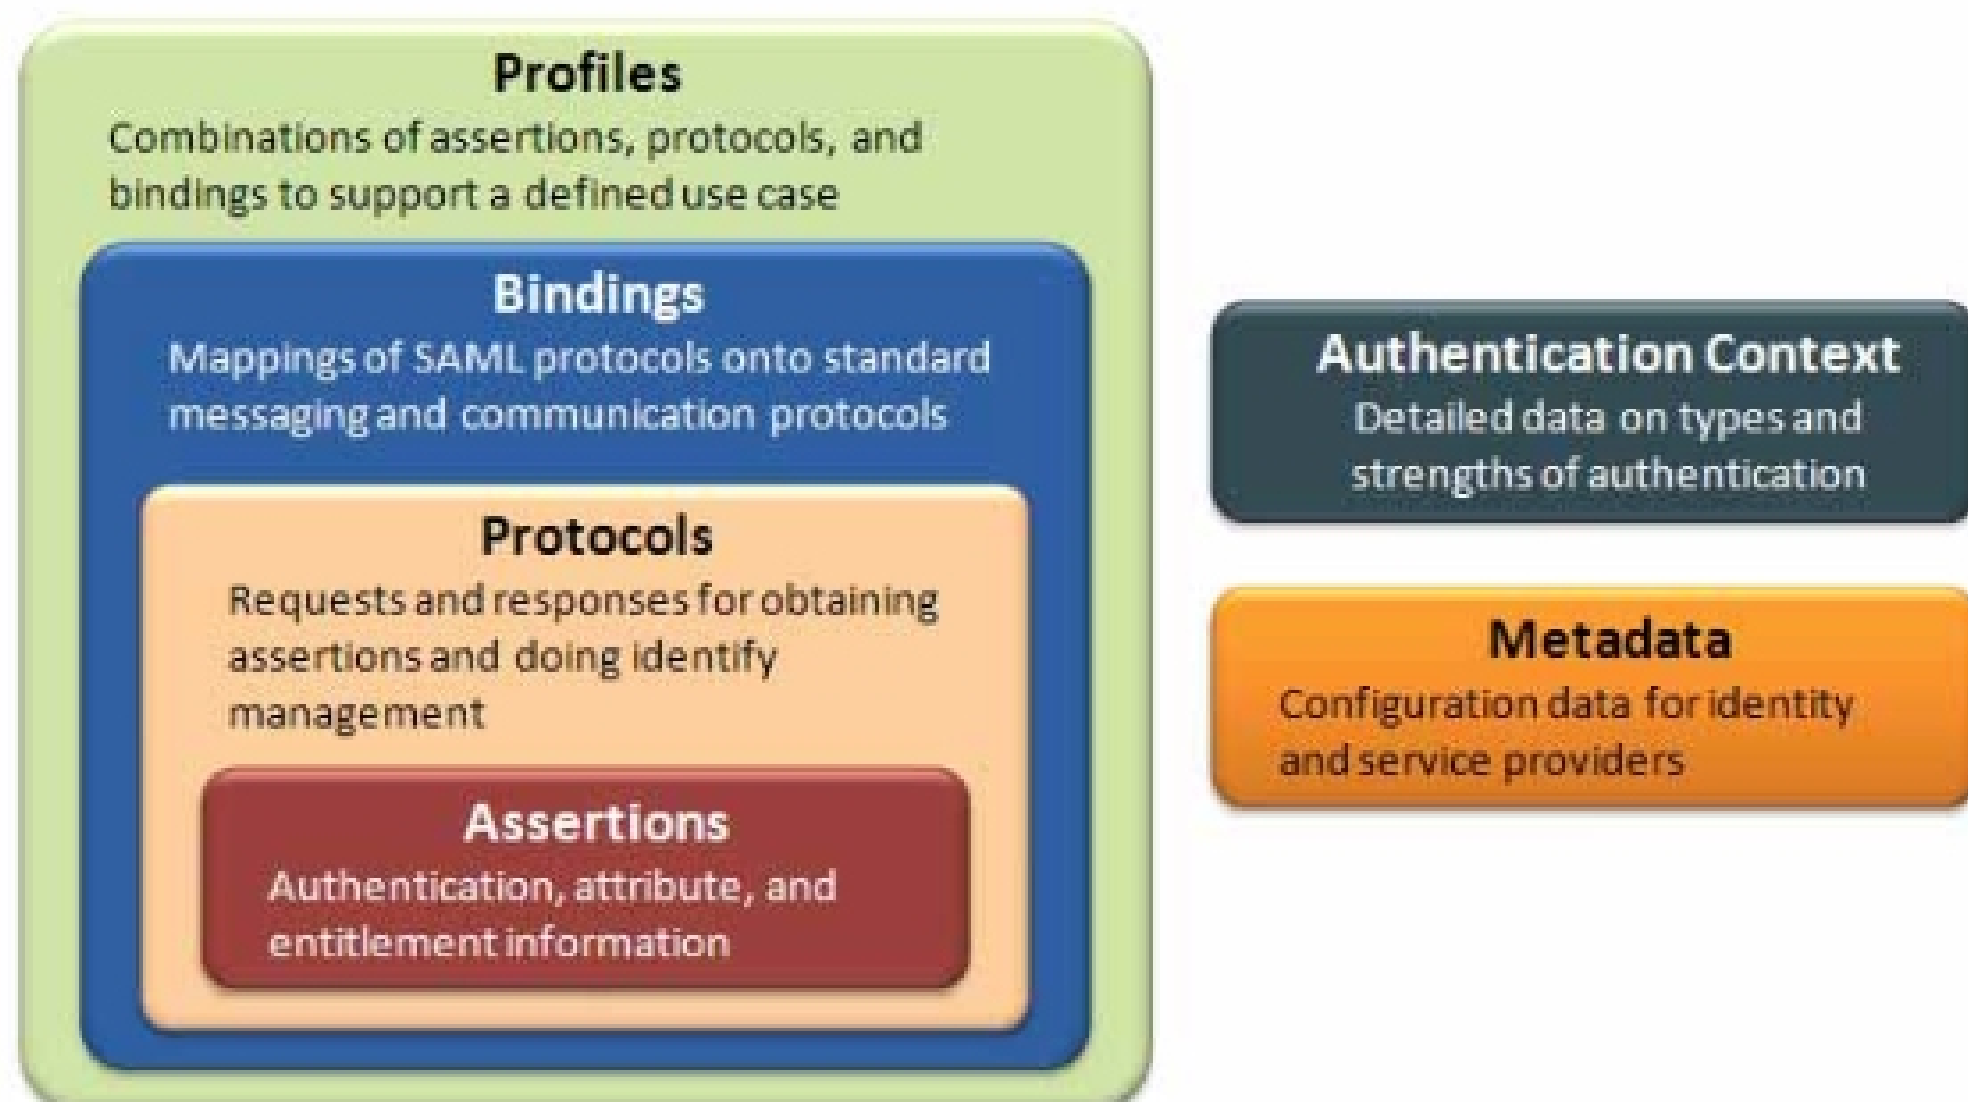 Profiles
Combinations of assertions, protocols, and
bindings to support a defined use case
Bindings
Mappings of SAML protocols onto standard
messaging and communication protocols
Protocols
Requests and responses for obtaining
assertions and doing identify
management
Assertions
Authentication, attribute, and
entitlement information
Authentication Context
Detailed data on types and
strengths of authentication
Metadata
Configuration data for identity
and service providers